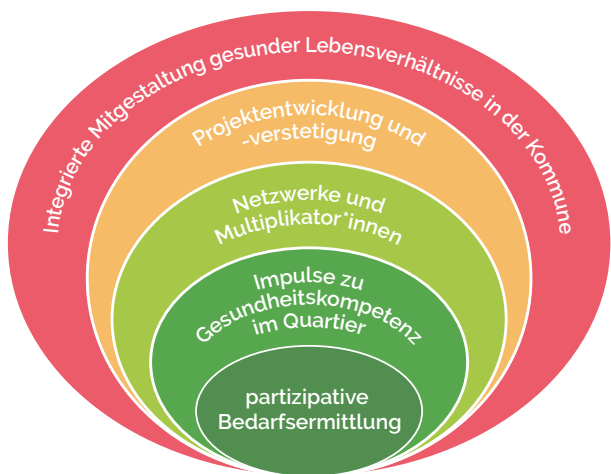 Integrierte Mitgestaltung gesunder Lebensverhältnisse in der Kommune
Projektentwicklung und
-verstetigung
Netzwerke und
Multiplikator*innen
Impulse zu
Gesundheitskompetenz
im Quartier
partizipative
Bedarfsermittlung